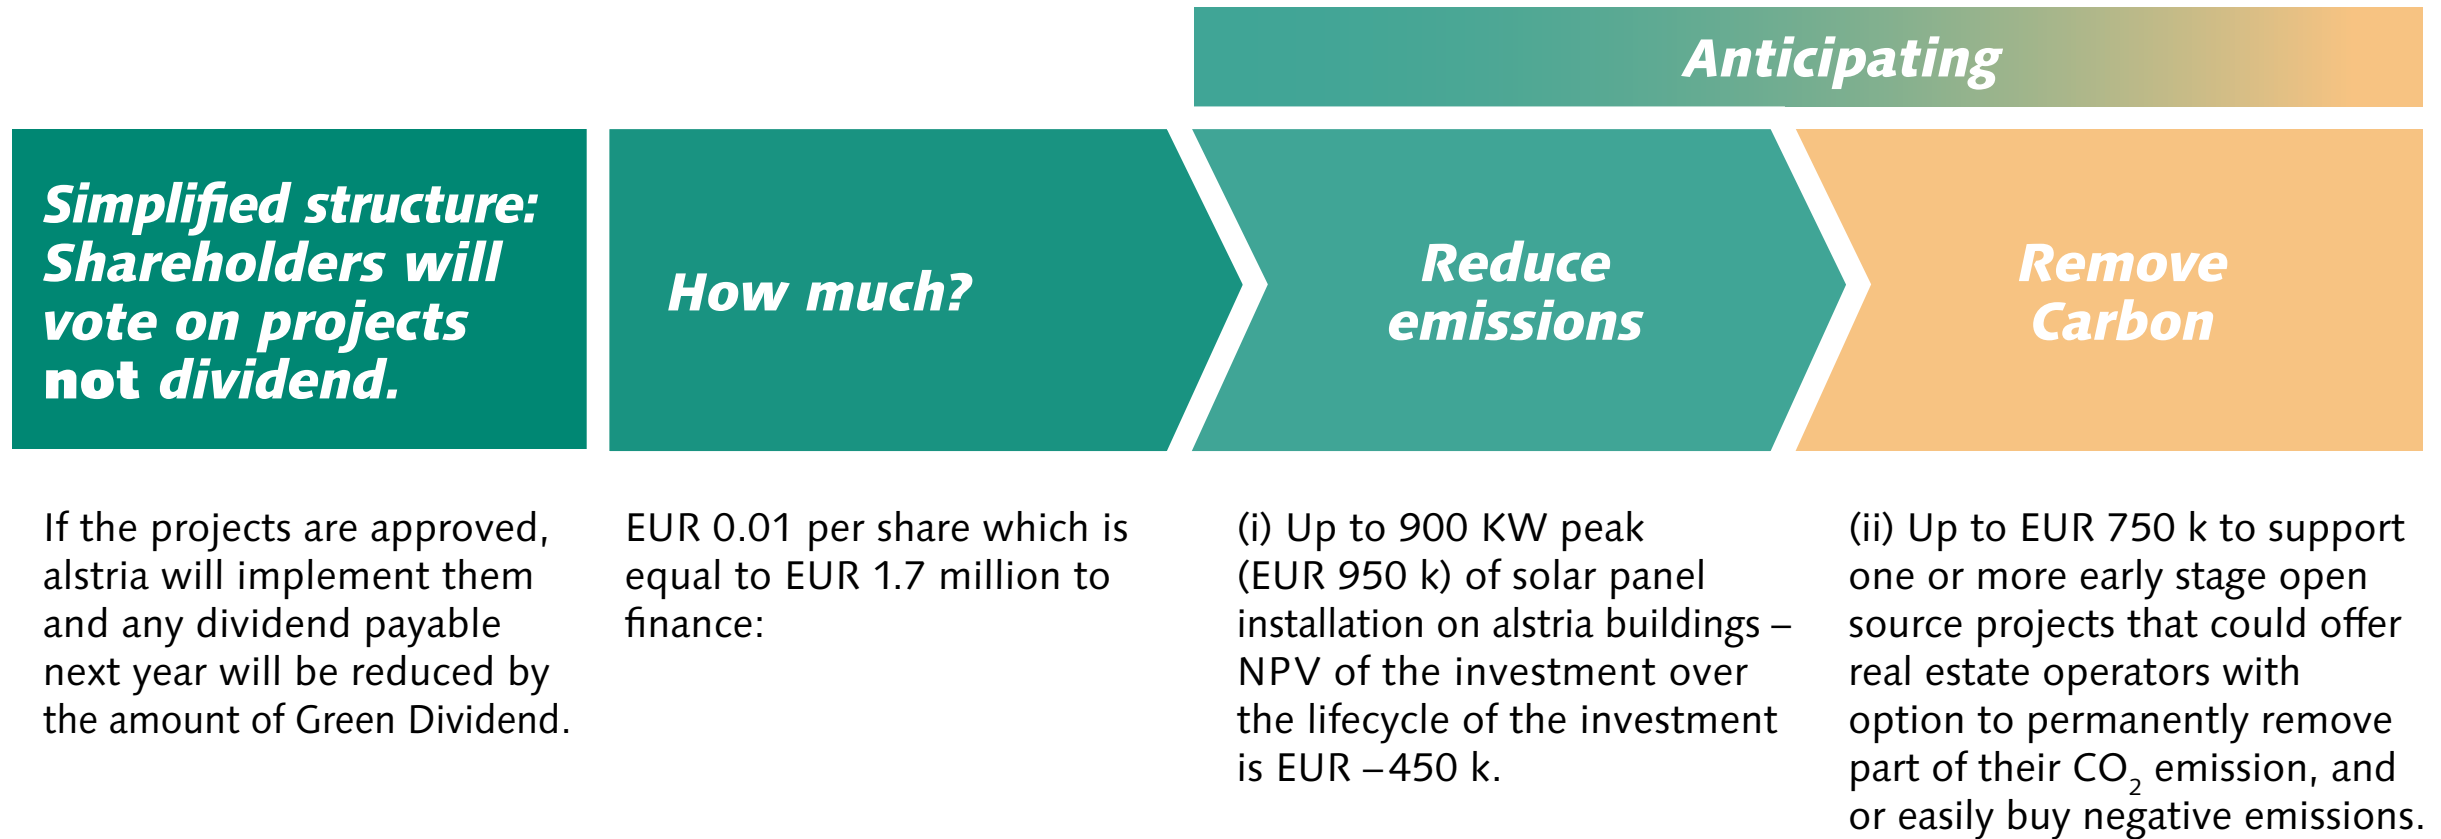 Anticipating
Simplified structure:
Shareholders will
vote on projects
not dividend.
How much?
Reduce
emissions
Remove
Carbon
If the projects are approved,
alstria will implement them
and any dividend payable
next year will be reduced by
the amount of Green Dividend.
EUR 0.01 per share which is
equal to EUR 1.7 million to
finance:
(i) Up to 900 KW peak
(EUR 950 k) of solar panel
installation on alstria buildings –
NPV of the investment over
the lifecycle of the investment
is EUR –450 k.
(ii) Up to EUR 750 k to support
one or more early stage open
source projects that could offer
real estate operators with
option to permanently remove
part of their CO₂ emission, and
or easily buy negative emissions.